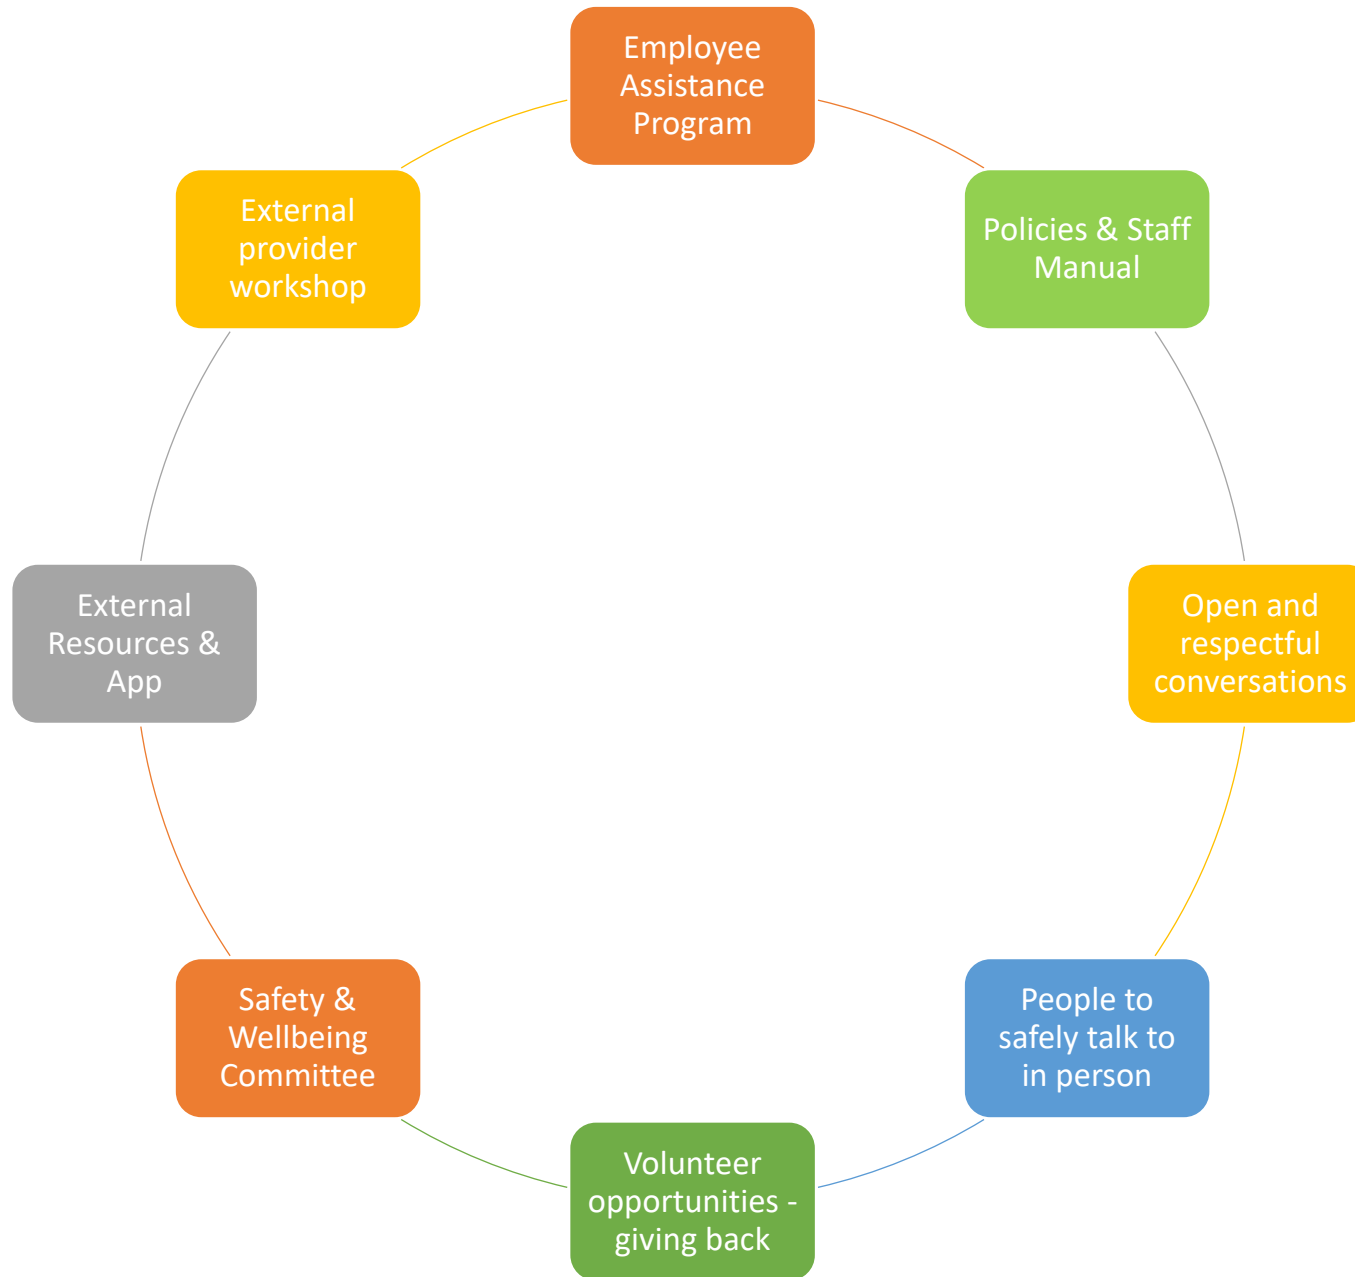 Employee
Assistance
Program
Policies & Staff
Manual
Open and
respectful
conversations
People to
safely talk to
in person
Volunteer
opportunities -
giving back
Safety &
Wellbeing
Committee
External
Resources &
App
External
provider
workshop